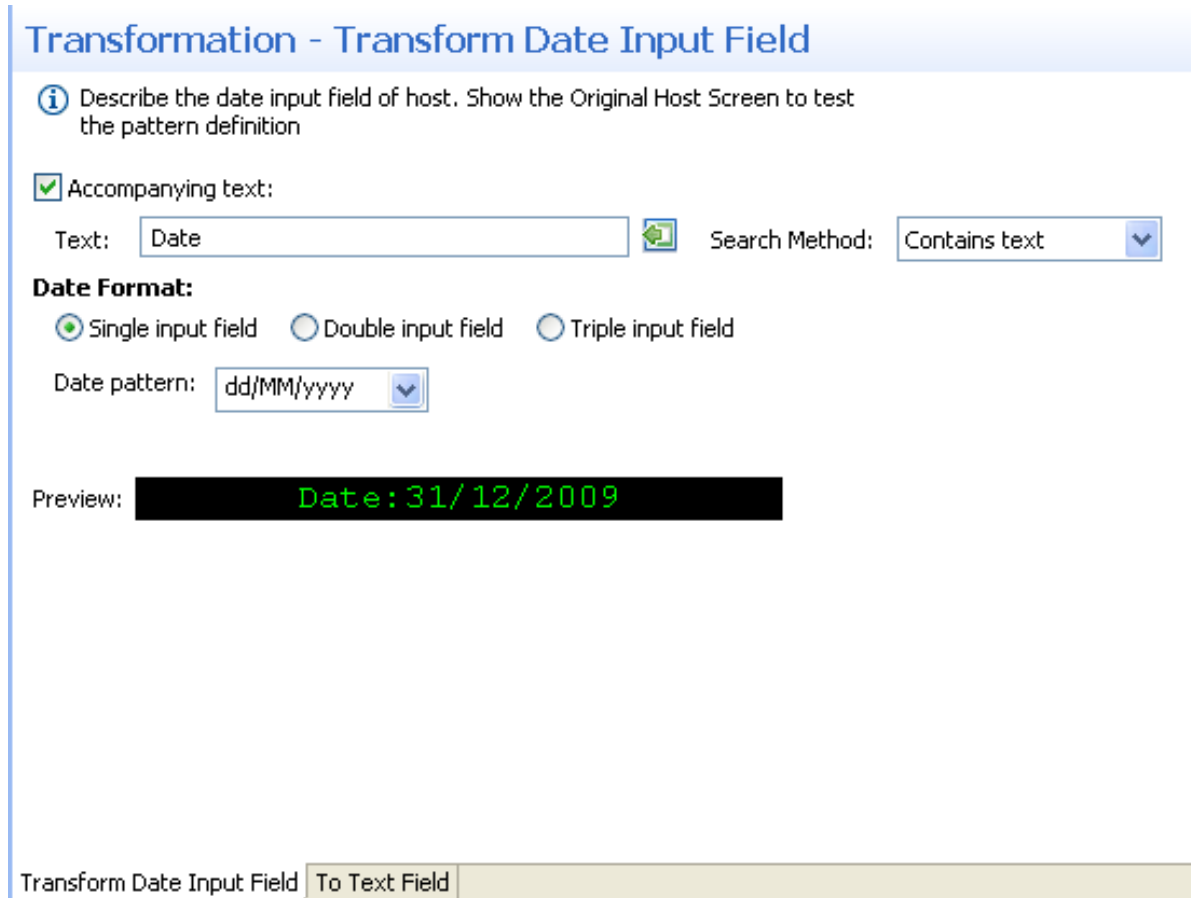 Transformation - Transform Date Input Field
Describe the date input field of host. Show the Original Host Screen to test
the pattern definition
Accompanying text:
Text: Date Search Method: Contains text
Date Format:
Single input field Double input field Triple input field
Date pattern: dd/MM/yyyy
Preview: Date:31/12/2009
Transform Date Input Field To Text Field